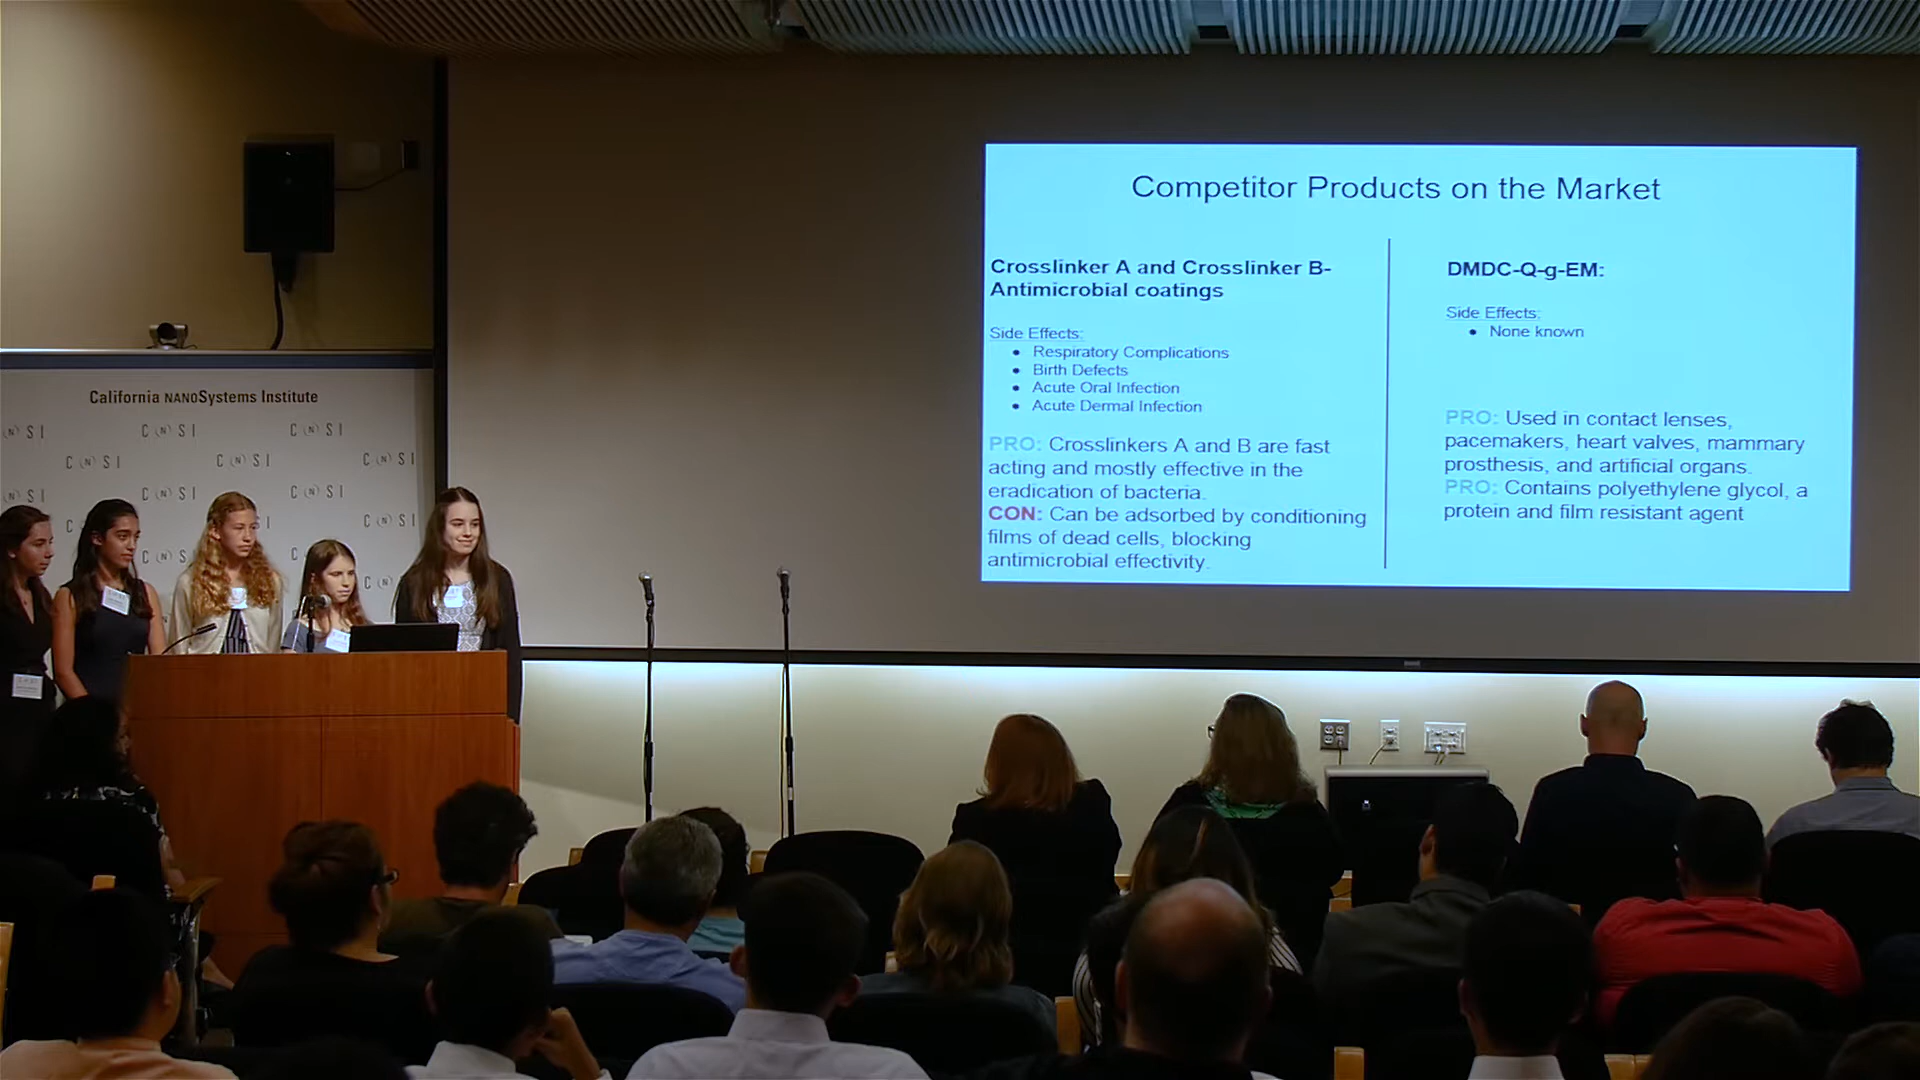 Competitor Products on the Market
Crosslinker A and Crosslinker B-
Antimicrobial coatings
Side Effects:
• Respiratory Complications
• Birth Defects
• Acute Oral Infection
• Acute Dermal Infection
PRO: Crosslinkers A and B are fast
acting and mostly effective in the
eradication of bacteria.
CON: Can be adsorbed by conditioning
films of dead cells, blocking
antimicrobial effectivity.
DMDC-Q-g-EM:
Side Effects:
• None known
PRO: Used in contact lenses,
pacemakers, heart valves, mammary
prosthesis, and artificial organs.
PRO: Contains polyethylene glycol, a
protein and film resistant agent
California NANOSystems Institute
(N) S I C (N) S I C (N) S I
C (N) S I C (N) S I C (N) S I
(N) S I C (N) S I C (N) S I
C C (N) S I
C (N) S C
C (N) S